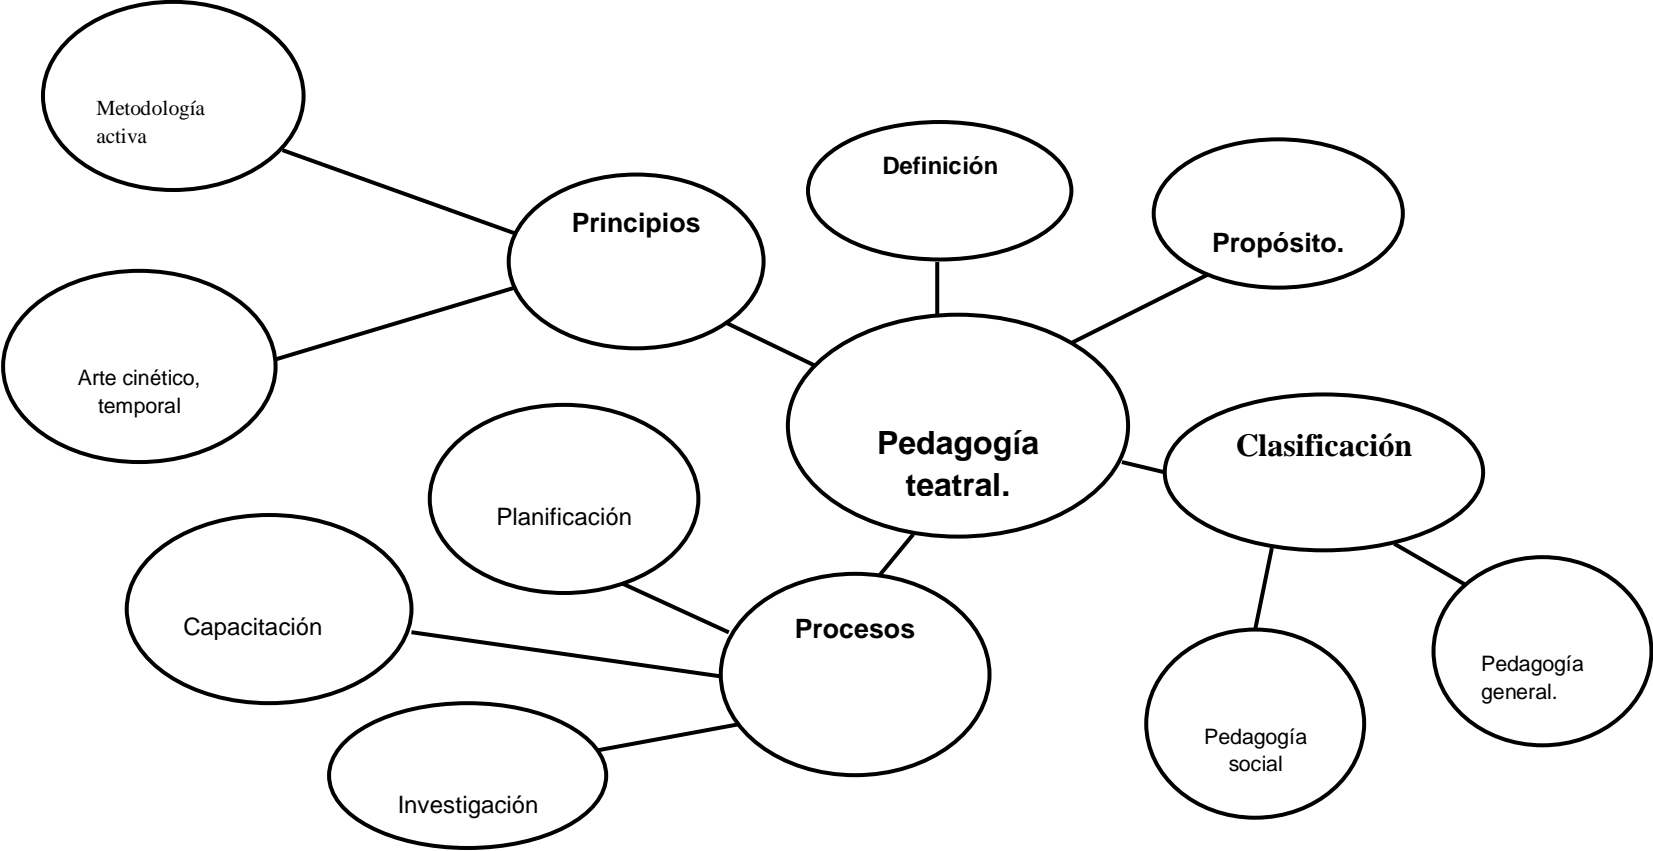 Metodología
activa
Definición
Principios
Propósito.
Arte cinético,
temporal
Pedagogía
teatral.
Clasificación
Planificación
Capacitación
Procesos
Pedagogía
general.
Pedagogía
social
Investigación